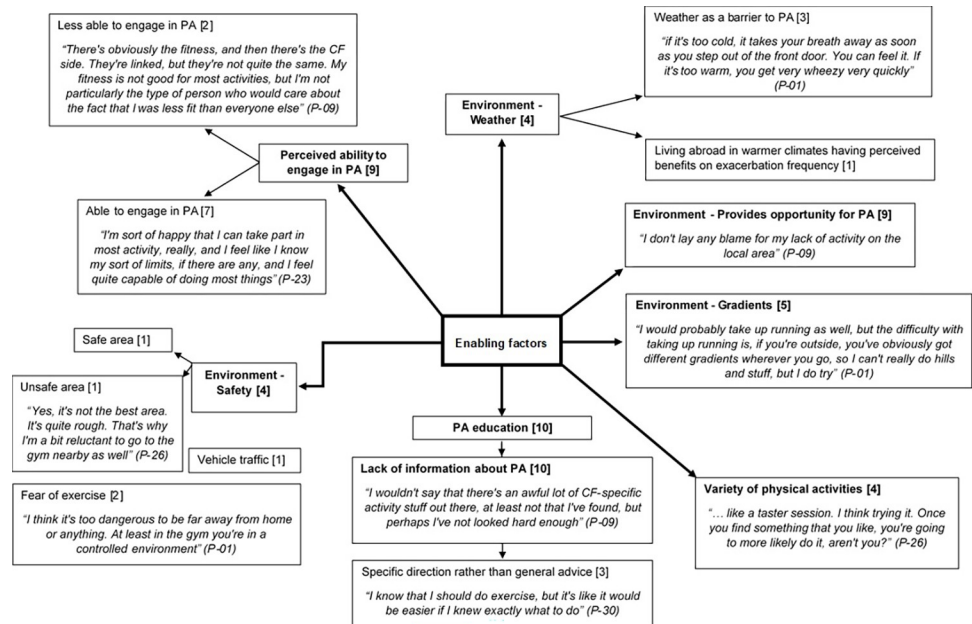 Less able to engage in PA [2]
“There's obviously the fitness, and then there's the CF
side. They're linked, but they're not quite the same. My
fitness is not good for most activities, but I'm not
particularly the type of person who would care about
the fact that I was less fit than everyone else” (P-09)
Weather as a barrier to PA [3]
“if it's too cold, it takes your breath away as soon
as you step out of the front door. You can feel it. If
it's too warm, you get very wheezy very quickly”
(P-01)
Environment -
Weather [4]
Living abroad in warmer climates having perceived
benefits on exacerbation frequency [1]
Perceived ability to
engage in PA [9]
Able to engage in PA [7]
“I'm sort of happy that I can take part in
most activity, really, and I feel like I know
my sort of limits, if there are any, and I feel
quite capable of doing most things” (P-23)
Environment - Provides opportunity for PA [9]
“I don't lay any blame for my lack of activity on the
local area” (P-09)
Environment - Gradients [5]
“I would probably take up running as well, but the difficulty with
taking up running is, if you're outside, you've obviously got
different gradients wherever you go, so I can't really do hills
and stuff, but I do try” (P-01)
Enabling factors
Safe area [1]
Environment -
Safety [4]
Unsafe area [1]
“Yes, it's not the best area.
It's quite rough. That's why
I'm a bit reluctant to go to the
gym nearby as well” (P-26)
Vehicle traffic [1]
Fear of exercise [2]
“I think it's too dangerous to be far away from home
or anything. At least in the gym you're in a
controlled environment” (P-01)
PA education [10]
Lack of information about PA [10]
“I wouldn't say that there's an awful lot of CF-specific
activity stuff out there, at least not that I've found, but
perhaps I've not looked hard enough” (P-09)
Specific direction rather than general advice [3]
“I know that I should do exercise, but it's like it would
be easier if I knew exactly what to do” (P-30)
Variety of physical activities [4]
“… like a taster session. I think trying it. Once
you find something that you like, you're going
to more likely do it, aren't you?” (P-26)